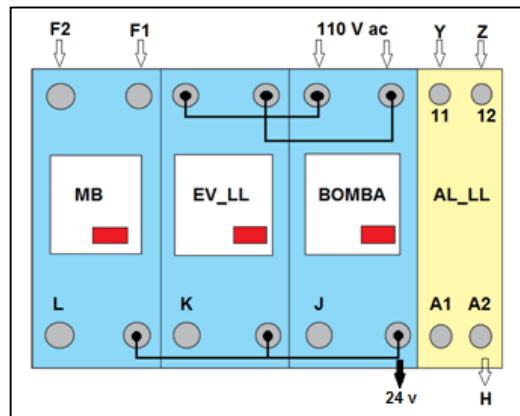 F2 F1 110 V ac Y Z
11 12
MB EV_LL BOMBA AL_LL
L K J A1 A2
24 v H